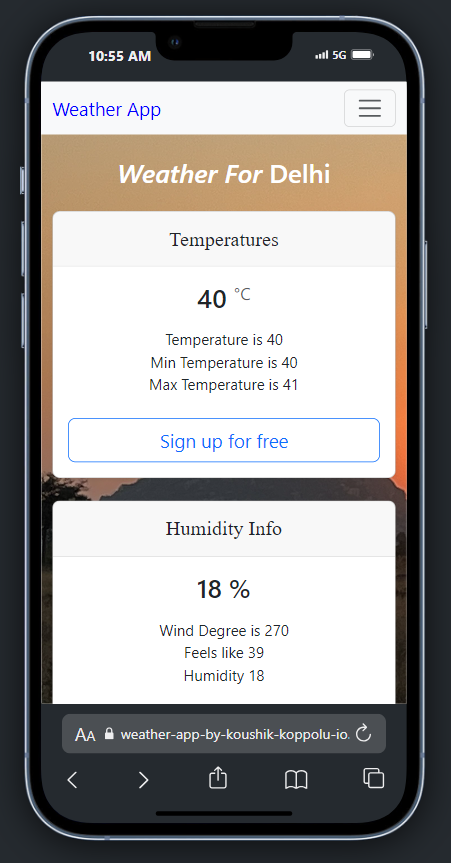 10:55 AM
5G
Weather App
Weather For Delhi
Temperatures
40 °C
Temperature is 40
Min Temperature is 40
Max Temperature is 41
Sign up for free
Humidity Info
18 %
Wind Degree is 270
Feels like 39
Humidity 18
AA weather-app-by-koushik-koppolu-io.